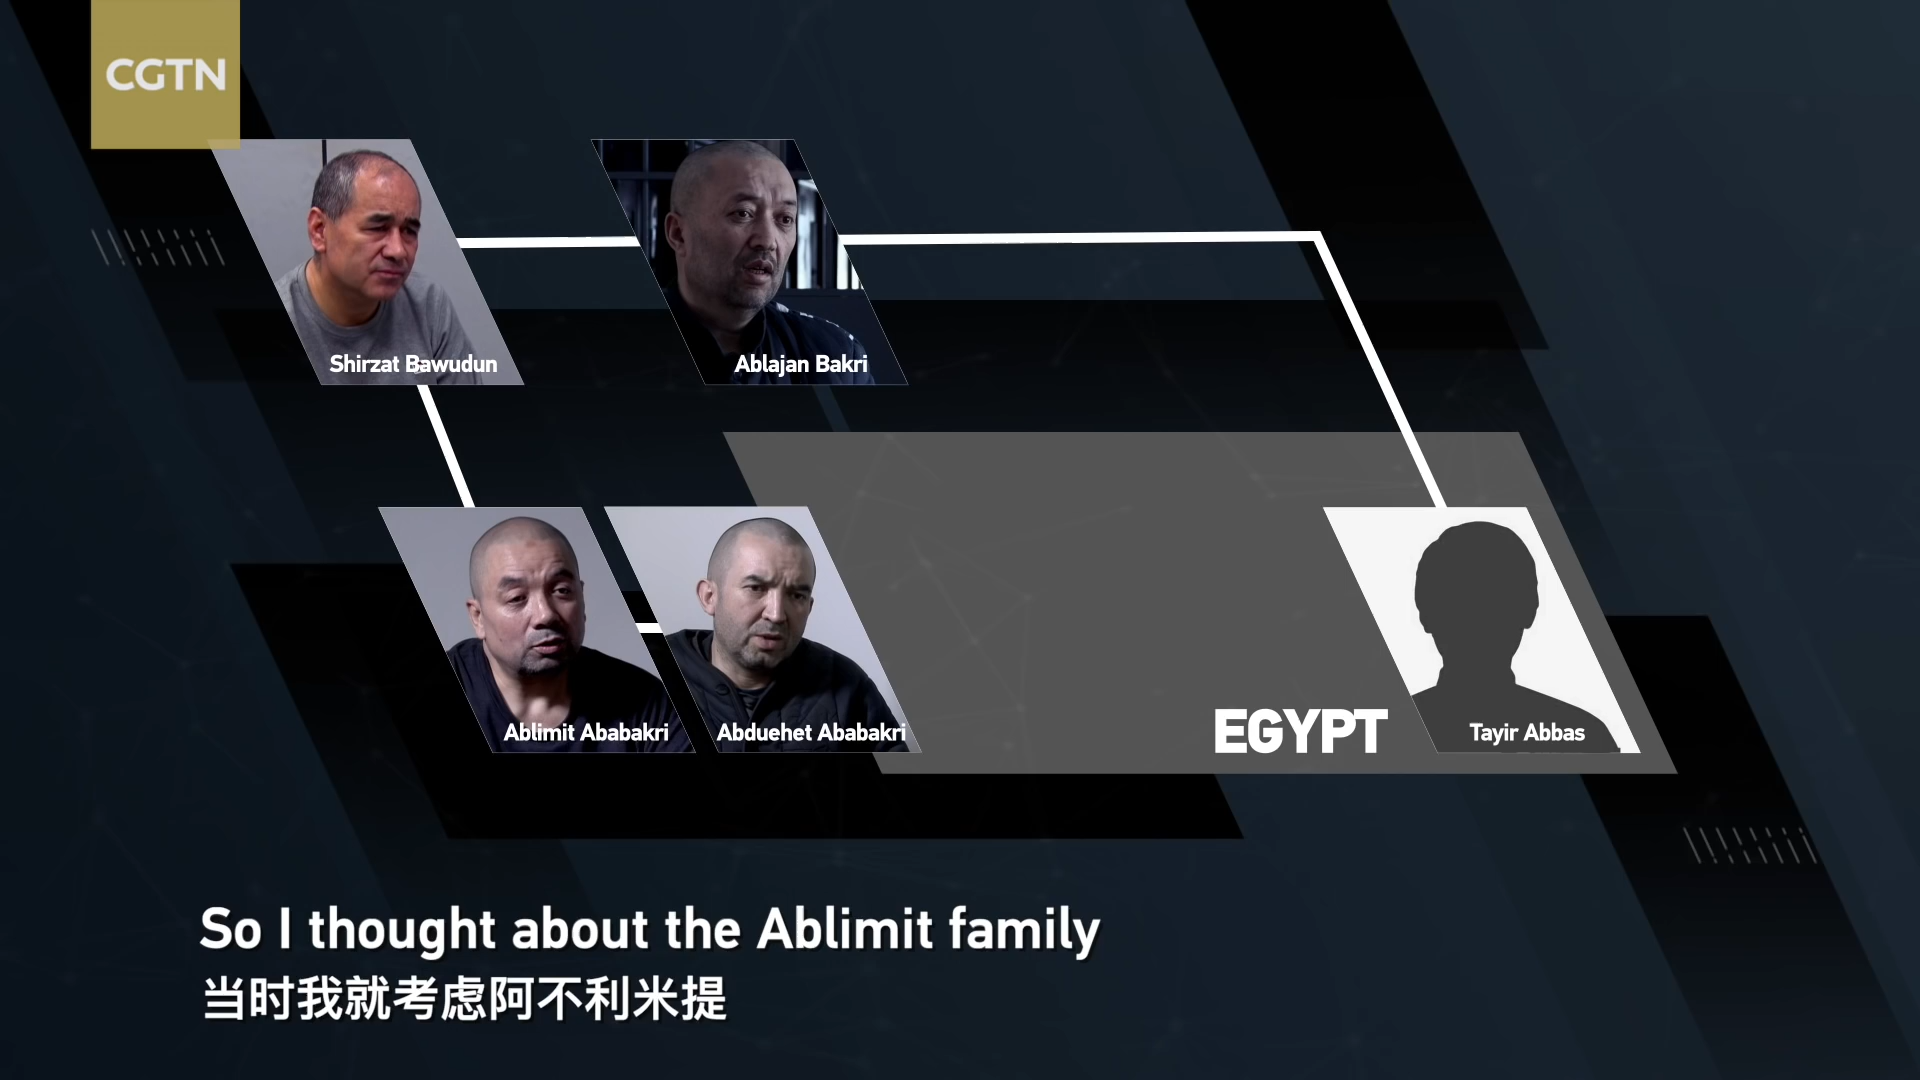 CGTN
Shirzat Bawudun
Ablajan Bakri
Ablimit Ababakri
Abduehet Ababakri
EGYPT
Tayir Abbas
So I thought about the Ablimit family
当时我就考虑阿不利米提